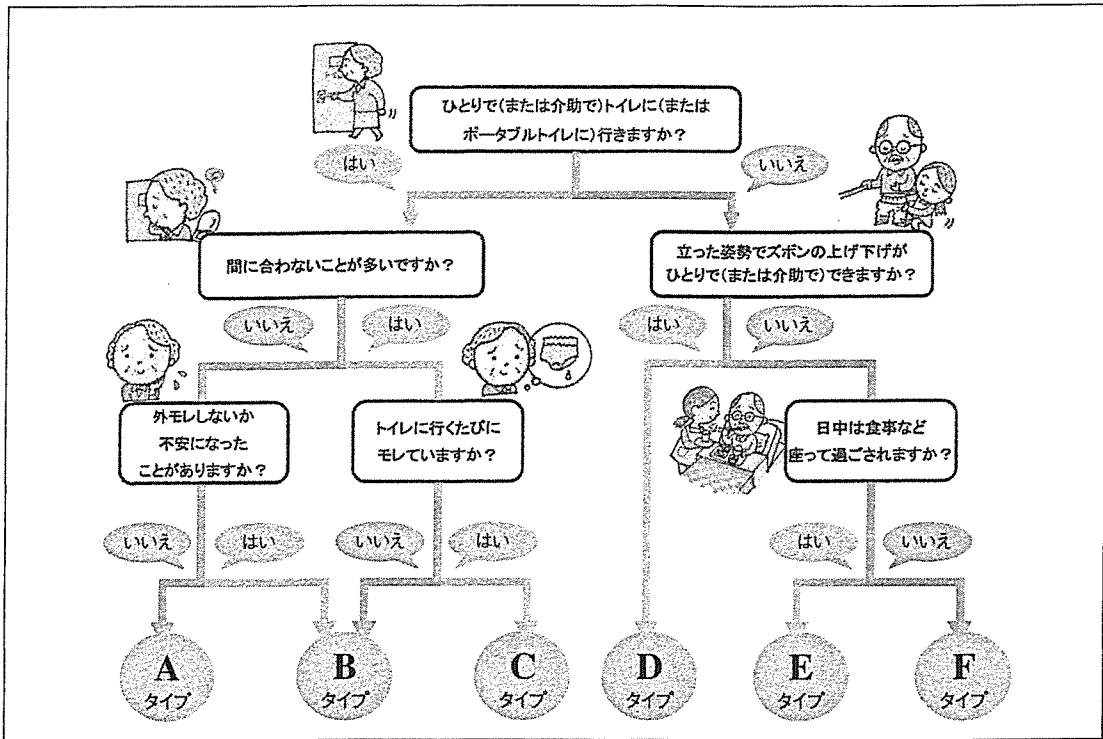 ひとりで(または介助で)トイレに(または
ポータブルトイレに)行きますか?
はい
いいえ
間に合わないことが多いですか?
立った姿勢でズボンの上げ下げが
ひとりで(または介助で)できますか?
いいえ
はい
はい
いいえ
外モレしないか
不安になった
ことがありますか?
トイレに行くたびに
モレていますか?
日中は食事など
座って過ごされますか?
いいえ
はい
いいえ
はい
はい
いいえ
A
タイプ
B
タイプ
C
タイプ
D
タイプ
E
タイプ
F
タイプ